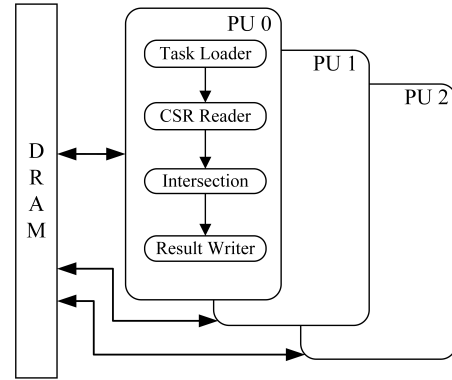 PU 0
Task Loader
PU 1
PU 2
CSR Reader
D
R
A
M
Intersection
Result Writer